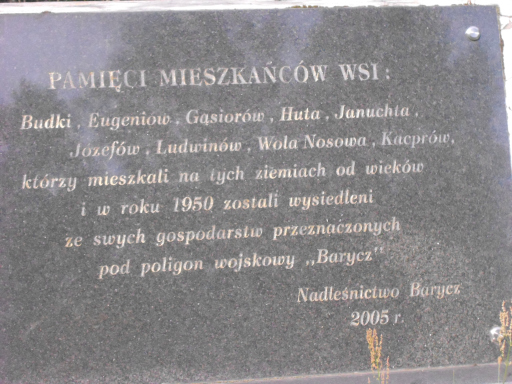 PAMIĘCI MIESZKAŃCÓW WSI :
Budki , Eugeniow , Gąsiorów , Huta , Januchta ,
Józefów , Ludwinów , Wola Nosowa , Kacprów,
którzy mieszkali na tych ziemiach od wieków
i w roku 1950 zostali wysiedleni
ze swych gospodarstw przeznaczonych
pod poligon wojskowy ,,Barycz"
Nadleśnictwo Barycz
2005 r.